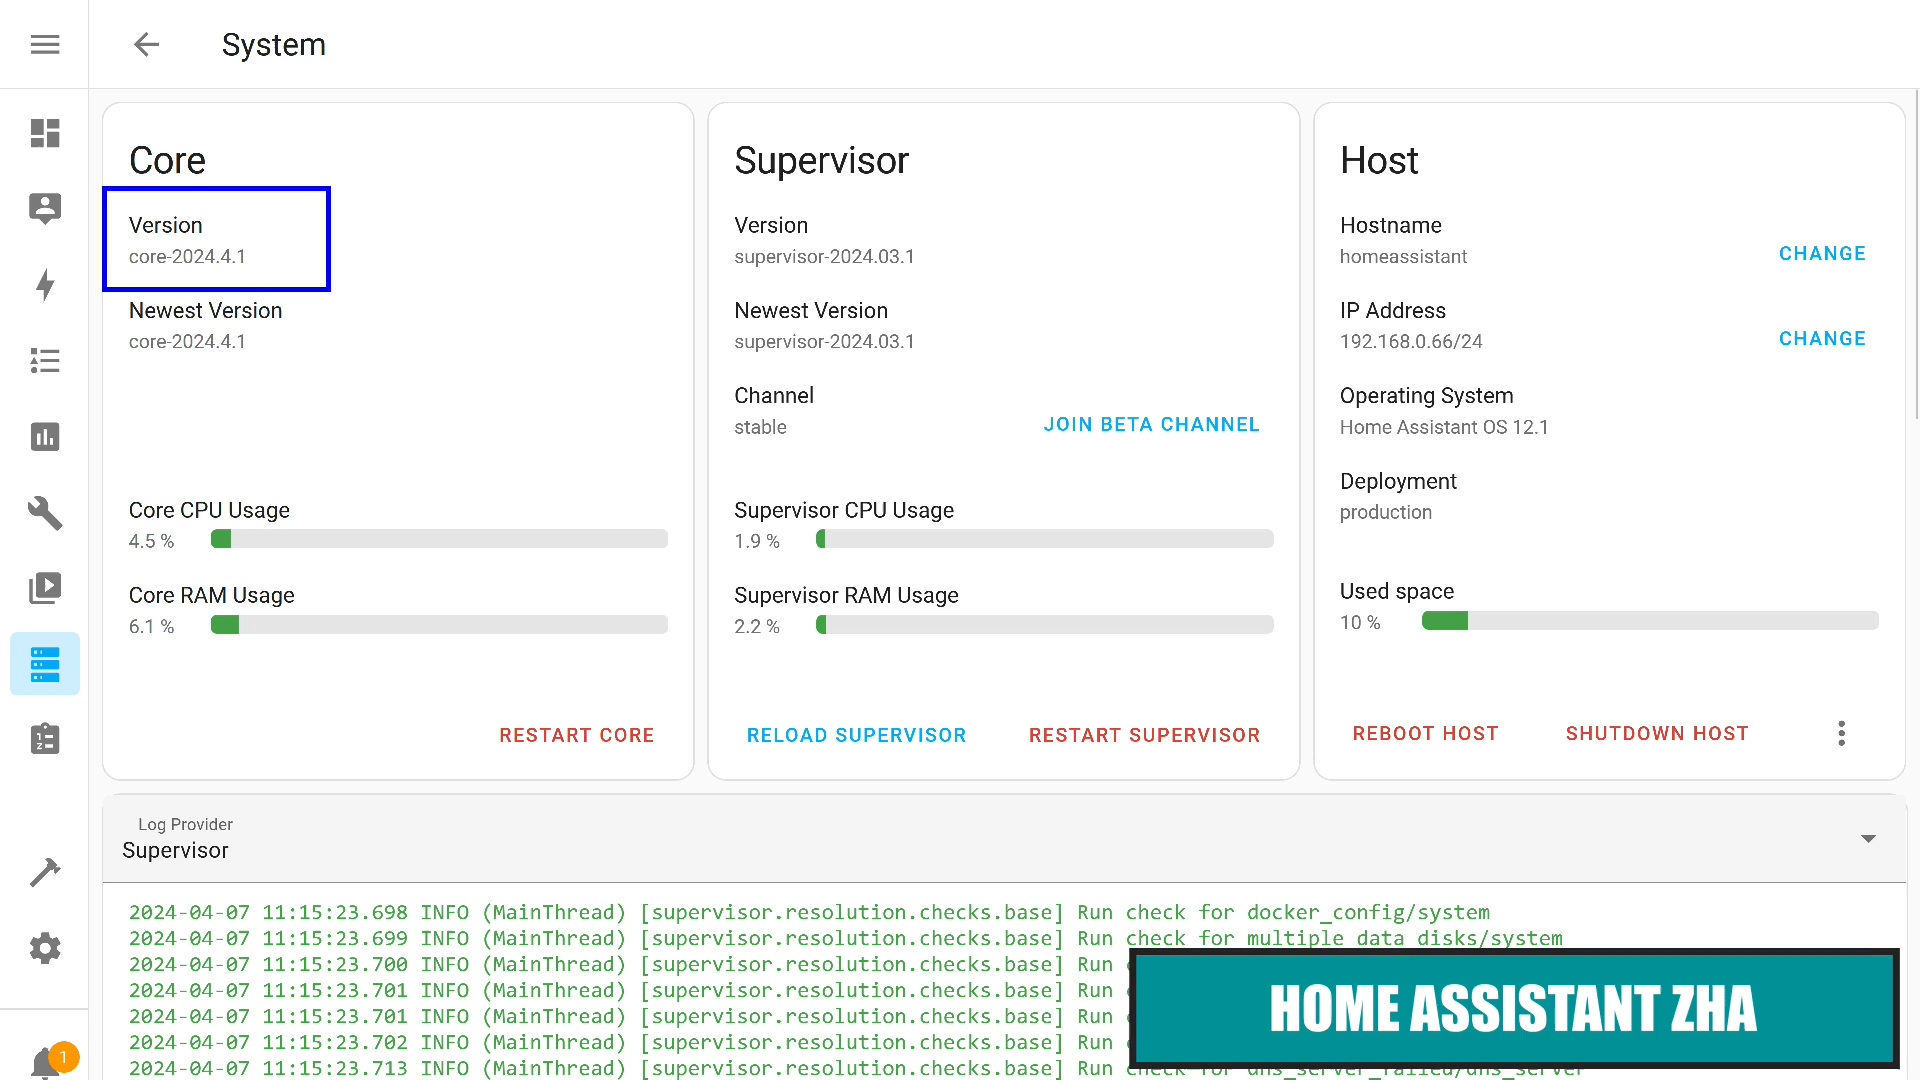 System
Core
Version
core-2024.4.1
Newest Version
core-2024.4.1
Core CPU Usage
4.5 %
Core RAM Usage
6.1 %
RESTART CORE
Supervisor
Version
supervisor-2024.03.1
Newest Version
supervisor-2024.03.1
Channel
stable
JOIN BETA CHANNEL
Supervisor CPU Usage
1.9 %
Supervisor RAM Usage
2.2 %
RELOAD SUPERVISOR
RESTART SUPERVISOR
Host
Hostname
homeassistant
CHANGE
IP Address
192.168.0.66/24
CHANGE
Operating System
Home Assistant OS 12.1
Deployment
production
Used space
10 %
REBOOT HOST
SHUTDOWN HOST
Log Provider
Supervisor
2024-04-07 11:15:23.698 INFO (MainThread) [supervisor.resolution.checks.base] Run check for docker_config/system
2024-04-07 11:15:23.699 INFO (MainThread) [supervisor.resolution.checks.base] Run check for multiple_data_disks/system
2024-04-07 11:15:23.700 INFO (MainThread) [supervisor.resolution.checks.base] Run
2024-04-07 11:15:23.701 INFO (MainThread) [supervisor.resolution.checks.base] Run
2024-04-07 11:15:23.701 INFO (MainThread) [supervisor.resolution.checks.base] Run
2024-04-07 11:15:23.702 INFO (MainThread) [supervisor.resolution.checks.base] Run
2024-04-07 11:15:23.713 INFO (MainThread) [supervisor.resolution.checks.base] Run check for dns_server_failed/dns_server
HOME ASSISTANT ZHA
1